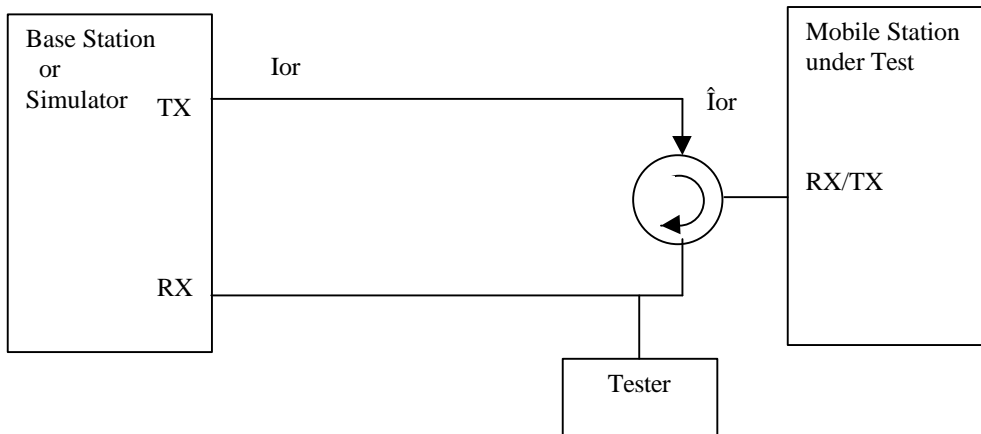 Base Station
or
Simulator
TX
Ior
Îor
Mobile Station
under Test
RX/TX
RX
Tester